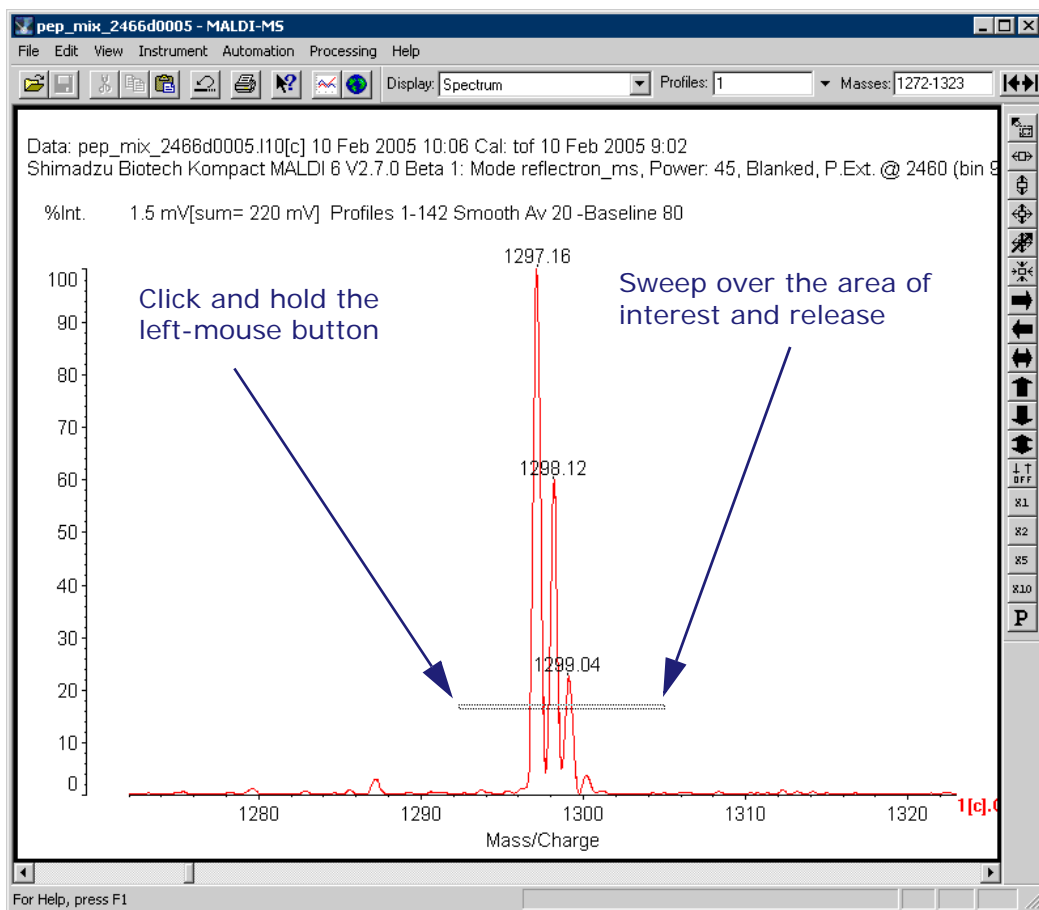 pep_mix_2466d0005 - MALDI-MS
File Edit View Instrument Automation Processing Help
Display: Spectrum Profiles: 1 Masses: 1272-1323
Data: pep_mix_2466d0005.I10[c] 10 Feb 2005 10:06 Cal: tof 10 Feb 2005 9:02
Shimadzu Biotech Kompact MALDI 6 V2.7.0 Beta 1: Mode reflectron_ms, Power: 45, Blanked, P.Ext. @ 2460 (bin 9
%Int. 1.5 mV[sum= 220 mV] Profiles 1-142 Smooth Av 20 -Baseline 80
1297.16
Click and hold the
left-mouse button
Sweep over the area of
interest and release
1298.12
1299.04
100
90
80
70
60
50
40
30
20
10
0
1280 1290 1300 1310 1320
1[c].
Mass/Charge
OFF
X1
X2
X5
X10
P
For Help, press F1